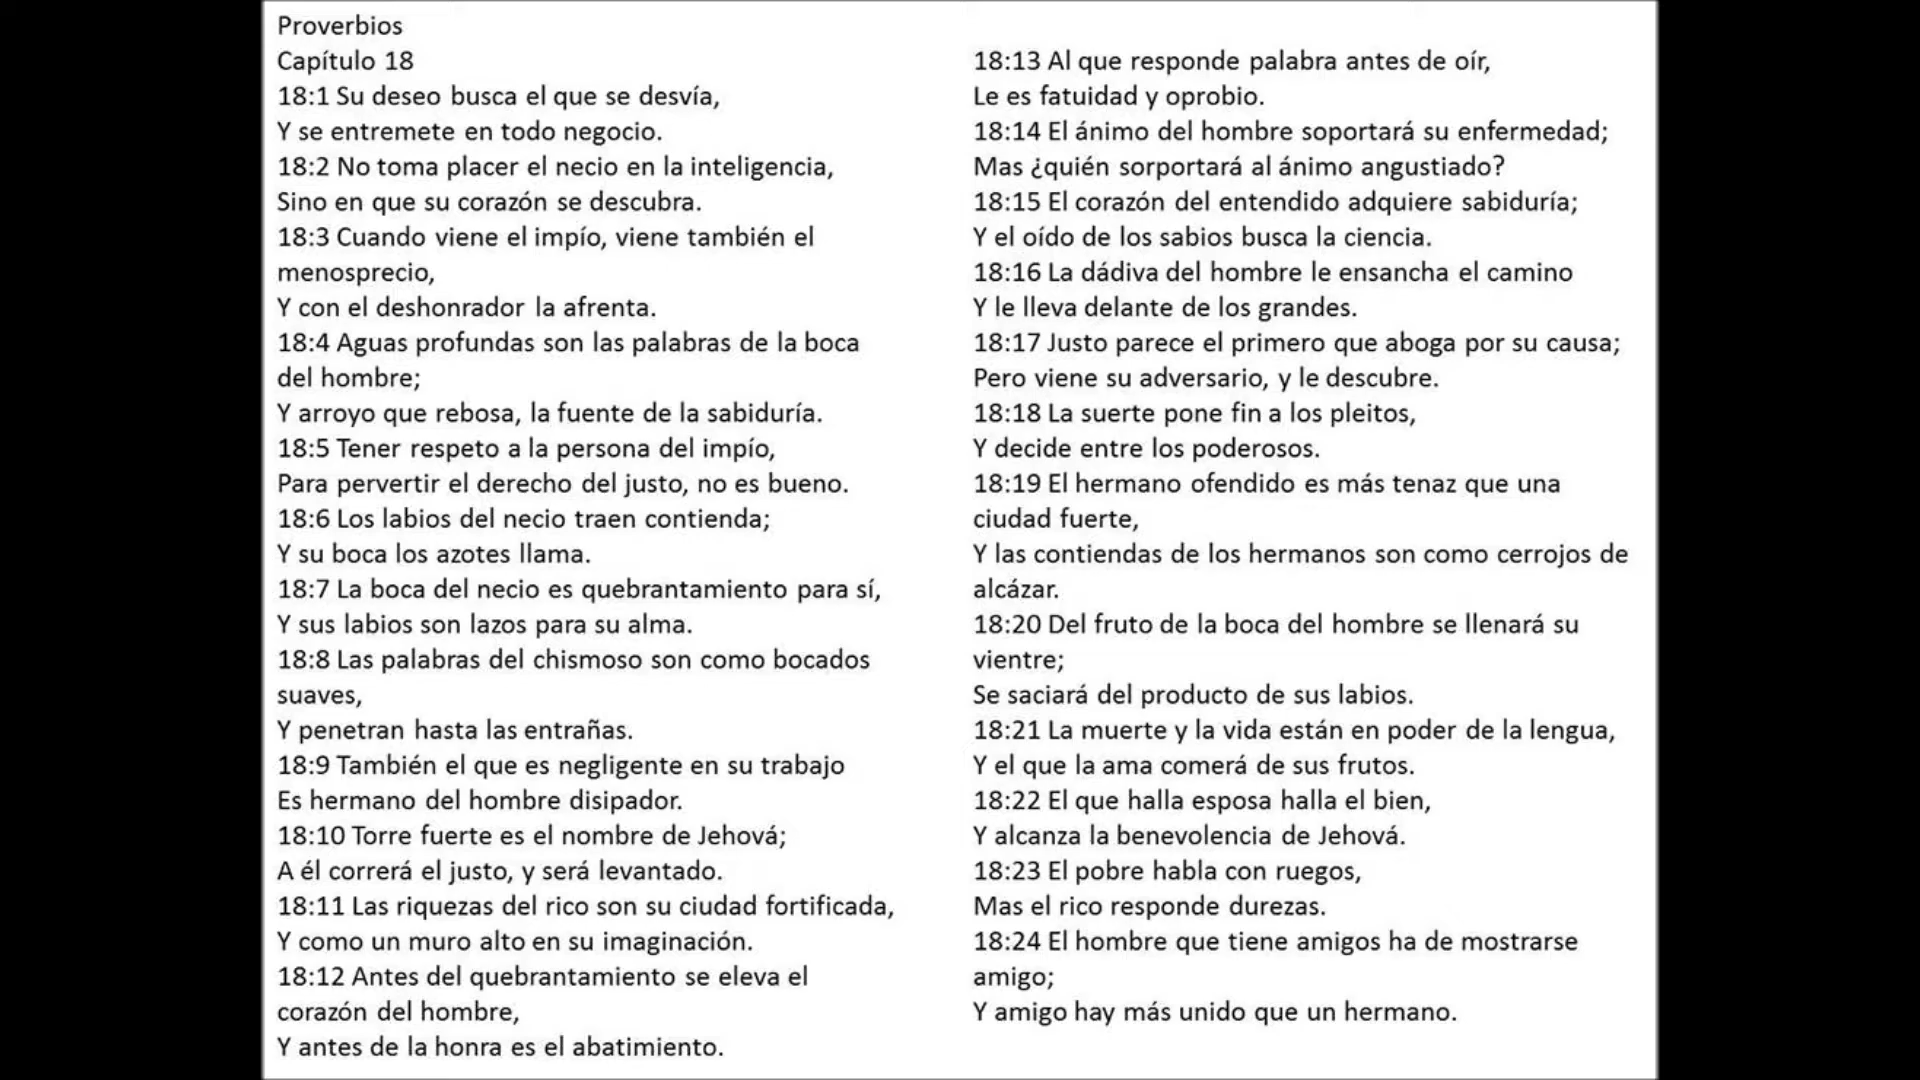 Proverbios
Capítulo 18
18:1 Su deseo busca el que se desvía,
Y se entremete en todo negocio.
18:2 No toma placer el necio en la inteligencia,
Sino en que su corazón se descubra.
18:3 Cuando viene el impío, viene también el
menosprecio,
Y con el deshonrador la afrenta.
18:4 Aguas profundas son las palabras de la boca
del hombre;
Y arroyo que rebosa, la fuente de la sabiduría.
18:5 Tener respeto a la persona del impío,
Para pervertir el derecho del justo, no es bueno.
18:6 Los labios del necio traen contienda;
Y su boca los azotes llama.
18:7 La boca del necio es quebrantamiento para sí,
Y sus labios son lazos para su alma.
18:8 Las palabras del chismoso son como bocados
suaves,
Y penetran hasta las entrañas.
18:9 También el que es negligente en su trabajo
Es hermano del hombre disipador.
18:10 Torre fuerte es el nombre de Jehová;
A él correrá el justo, y será levantado.
18:11 Las riquezas del rico son su ciudad fortificada,
Y como un muro alto en su imaginación.
18:12 Antes del quebrantamiento se eleva el
corazón del hombre,
Y antes de la honra es el abatimiento.
18:13 Al que responde palabra antes de oír,
Le es fatuidad y oprobio.
18:14 El ánimo del hombre soportará su enfermedad;
Mas ¿quién sorportará al ánimo angustiado?
18:15 El corazón del entendido adquiere sabiduría;
Y el oído de los sabios busca la ciencia.
18:16 La dádiva del hombre le ensancha el camino
Y le lleva delante de los grandes.
18:17 Justo parece el primero que aboga por su causa;
Pero viene su adversario, y le descubre.
18:18 La suerte pone fin a los pleitos,
Y decide entre los poderosos.
18:19 El hermano ofendido es más tenaz que una
ciudad fuerte,
Y las contiendas de los hermanos son como cerrojos de
alcázar.
18:20 Del fruto de la boca del hombre se llenará su
vientre;
Se saciará del producto de sus labios.
18:21 La muerte y la vida están en poder de la lengua,
Y el que la ama comerá de sus frutos.
18:22 El que halla esposa halla el bien,
Y alcanza la benevolencia de Jehová.
18:23 El pobre habla con ruegos,
Mas el rico responde durezas.
18:24 El hombre que tiene amigos ha de mostrarse
amigo;
Y amigo hay más unido que un hermano.